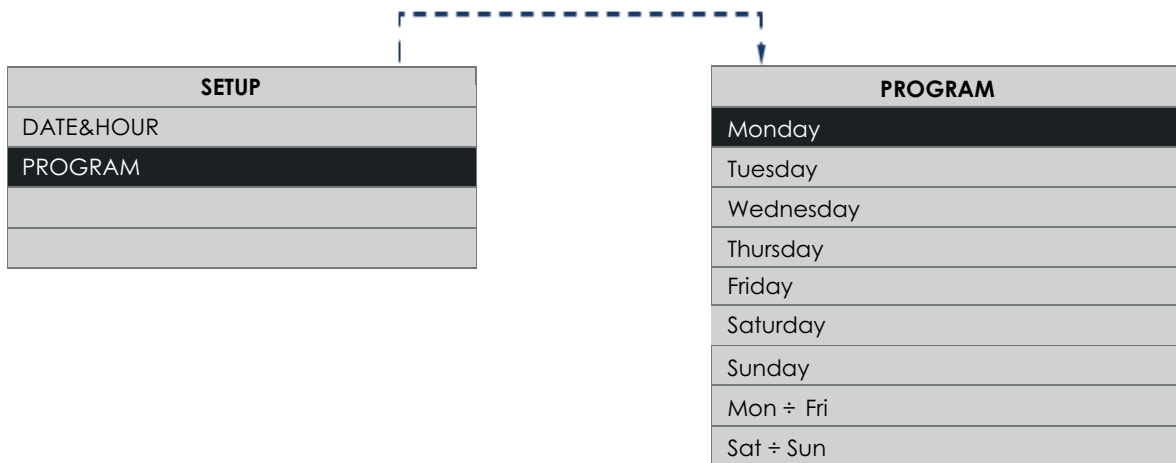 SETUP
DATE&HOUR
PROGRAM
PROGRAM
Monday
Tuesday
Wednesday
Thursday
Friday
Saturday
Sunday
Mon ÷ Fri
Sat ÷ Sun